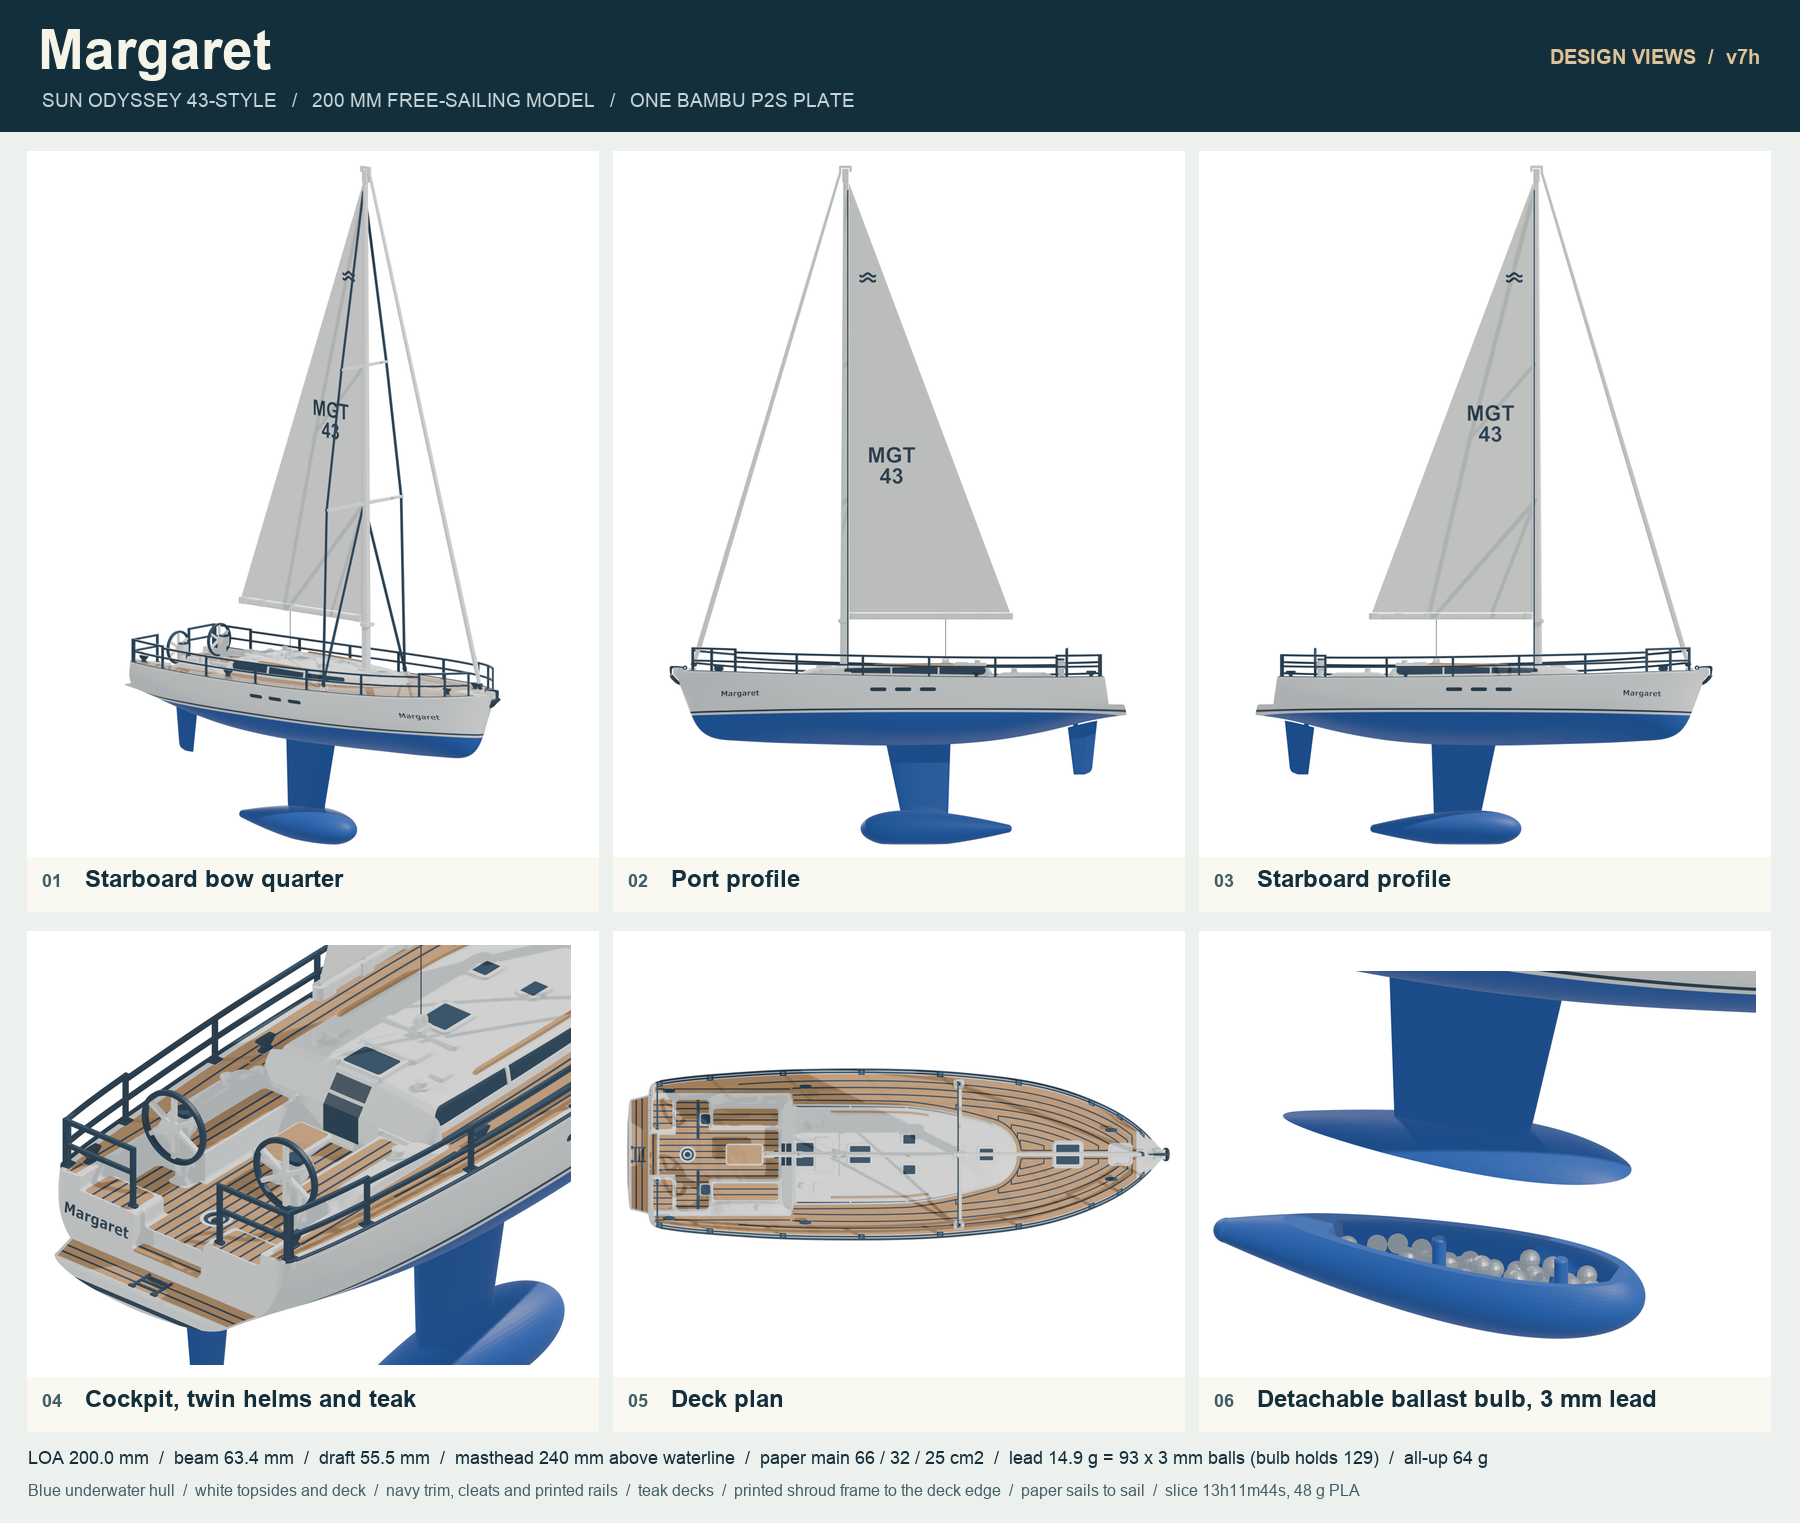 Margaret
DESIGN VIEWS / v7h
SUN ODYSSEY 43-STYLE / 200 MM FREE-SAILING MODEL / ONE BAMBU P2S PLATE
MGT
43
Margaret
01 Starboard bow quarter
MGT
43
Margaret
02 Port profile
MGT
43
Margaret
03 Starboard profile
Margaret
04 Cockpit, twin helms and teak
05 Deck plan
06 Detachable ballast bulb, 3 mm lead
LOA 200.0 mm / beam 63.4 mm / draft 55.5 mm / masthead 240 mm above waterline / paper main 66 / 32 / 25 cm2 / lead 14.9 g = 93 x 3 mm balls (bulb holds 129) / all-up 64 g
Blue underwater hull / white topsides and deck / navy trim, cleats and printed rails / teak decks / printed shroud frame to the deck edge / paper sails to sail / slice 13h11m44s, 48 g PLA